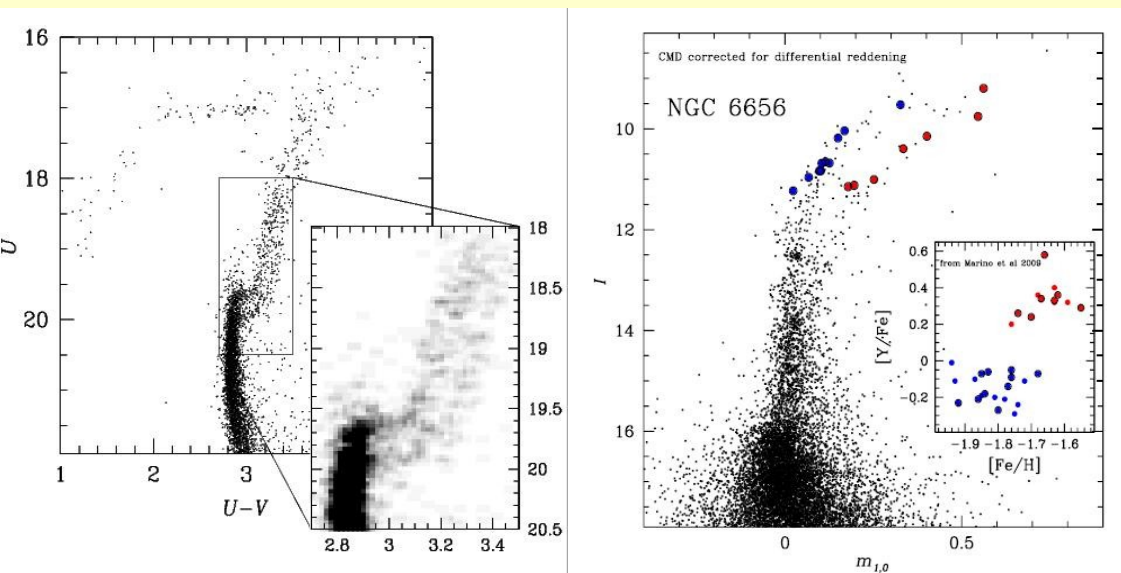 16
18
20
U
1
2
3
U-V
18
18.5
19
19.5
20
20.5
2.8
3
3.2
3.4
CMD corrected for differential reddening
NGC 6656
10
12
14
16
I
0
0.5
m1,0
from Marino et al 2009
0.6
0.4
0.2
0
-0.2
[Y/Fe]
-1.9 -1.8 -1.7 -1.6
[Fe/H]